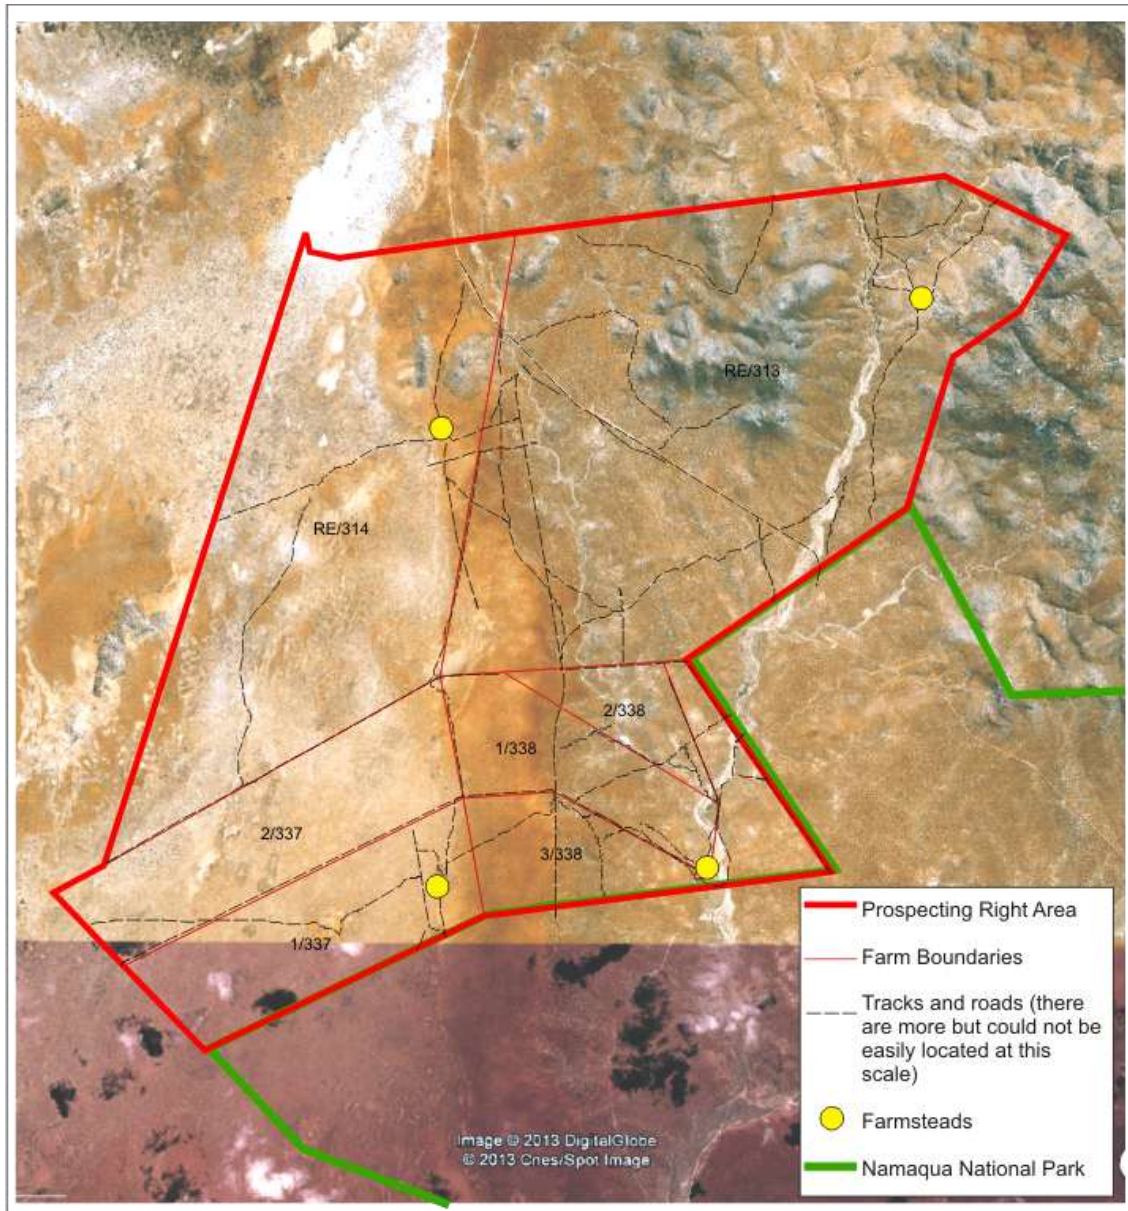 RE/313
RE/314
2/338
1/338
2/337
3/338
1/337
Prospecting Right Area
Farm Boundaries
Tracks and roads (there
are more but could not be
easily located at this
scale)
Farmsteads
Namaqua National Park
Image © 2013 DigitalGlobe
© 2013 Cnes/Spot Image